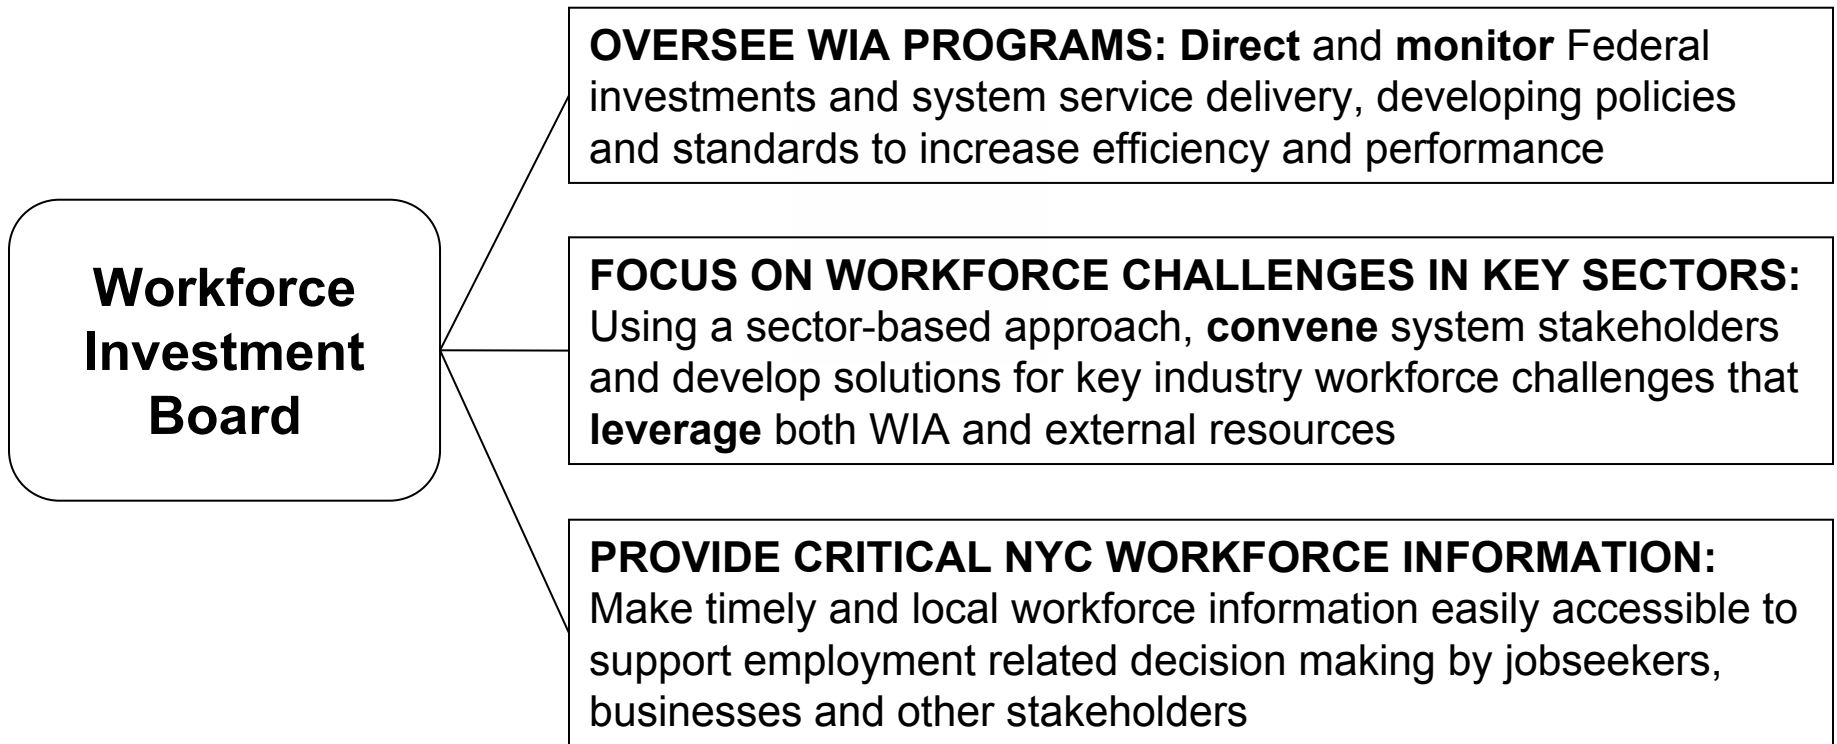 Workforce
Investment
Board
OVERSEE WIA PROGRAMS: Direct and monitor Federal
investments and system service delivery, developing policies
and standards to increase efficiency and performance
FOCUS ON WORKFORCE CHALLENGES IN KEY SECTORS:
Using a sector-based approach, convene system stakeholders
and develop solutions for key industry workforce challenges that
leverage both WIA and external resources
PROVIDE CRITICAL NYC WORKFORCE INFORMATION:
Make timely and local workforce information easily accessible to
support employment related decision making by jobseekers,
businesses and other stakeholders